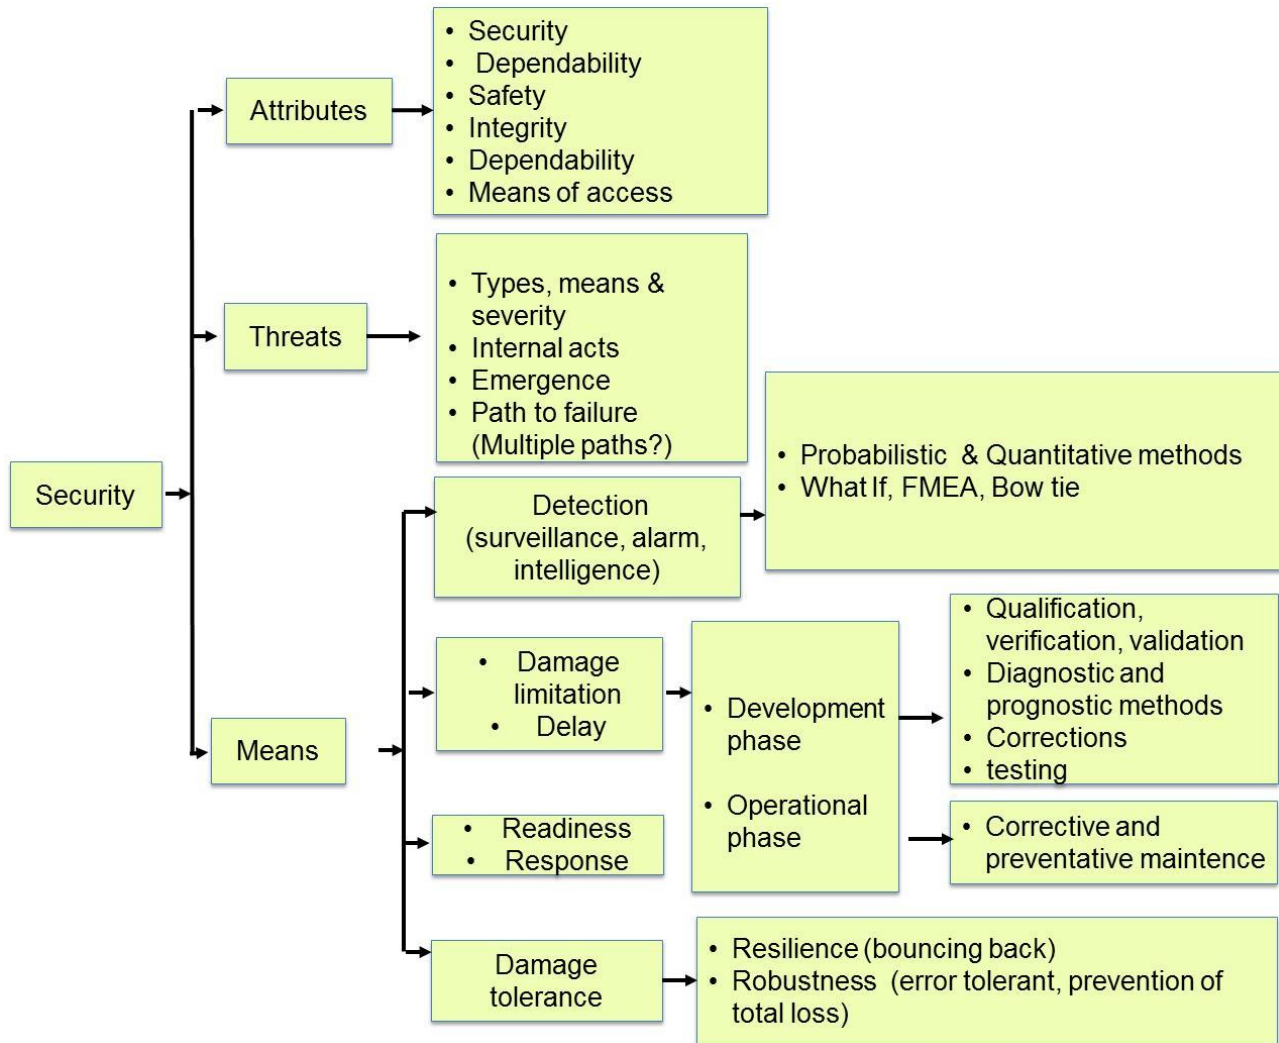 Security
Attributes
• Security
• Dependability
• Safety
• Integrity
• Dependability
• Means of access
Threats
• Types, means &
severity
• Internal acts
• Emergence
• Path to failure
(Multiple paths?)
Means
Detection
(surveillance, alarm,
intelligence)
• Probabilistic & Quantitative methods
• What If, FMEA, Bow tie
• Damage
limitation
• Delay
• Development
phase
• Operational
phase
• Qualification,
verification, validation
• Diagnostic and
prognostic methods
• Corrections
• testing
• Corrective and
preventative maintence
• Readiness
• Response
Damage
tolerance
• Resilience (bouncing back)
• Robustness (error tolerant, prevention of
total loss)